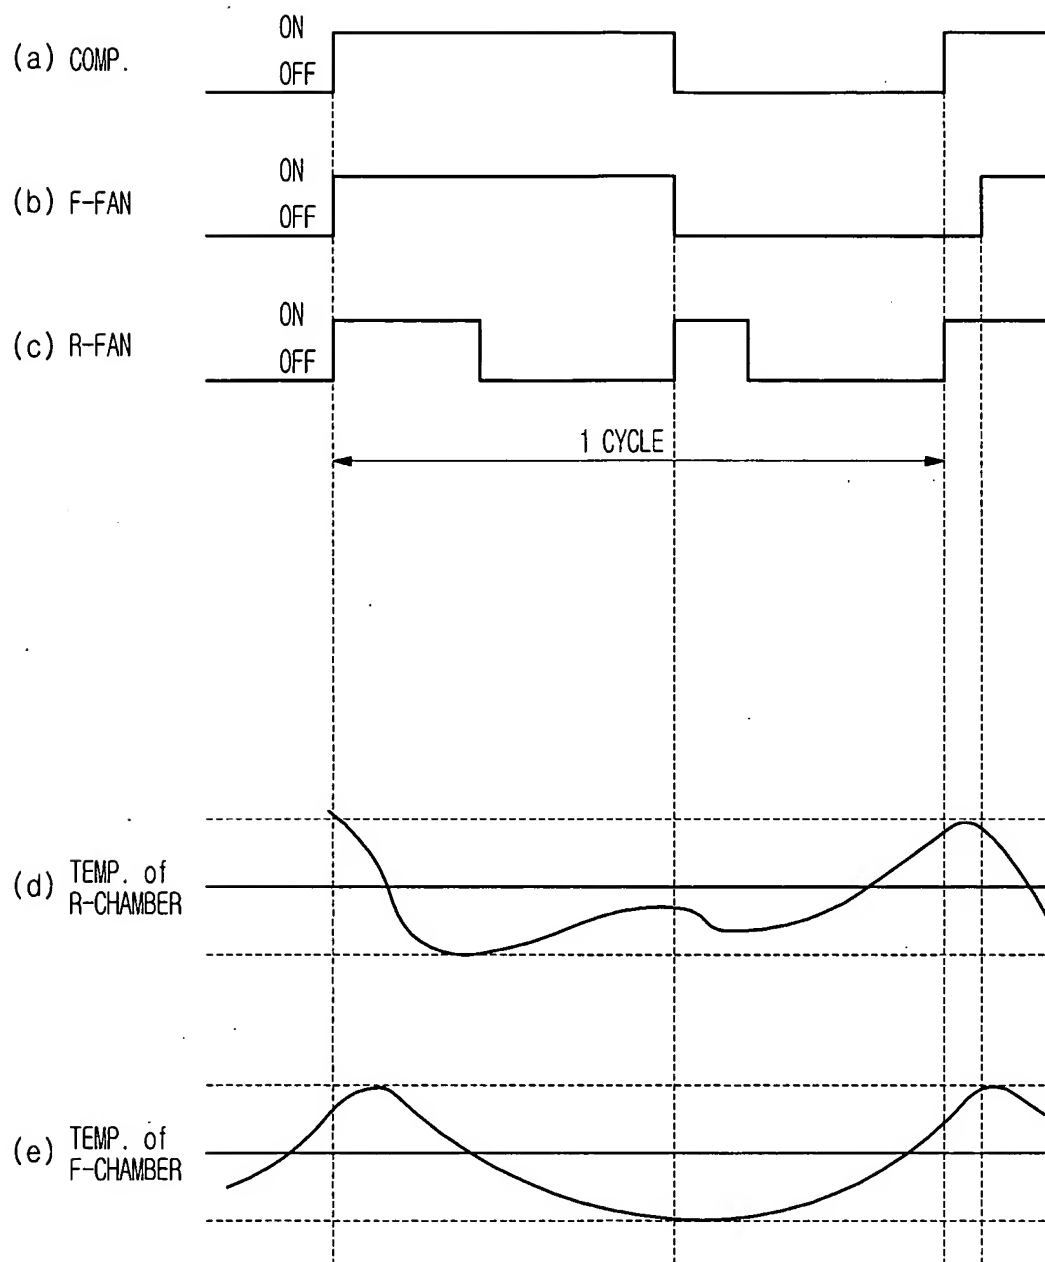 ON
(a) COMP.
OFF
ON
(b) F-FAN
OFF
ON
(c) R-FAN
OFF
1 CYCLE
(d) TEMP. of
R-CHAMBER
(e) TEMP. of
F-CHAMBER